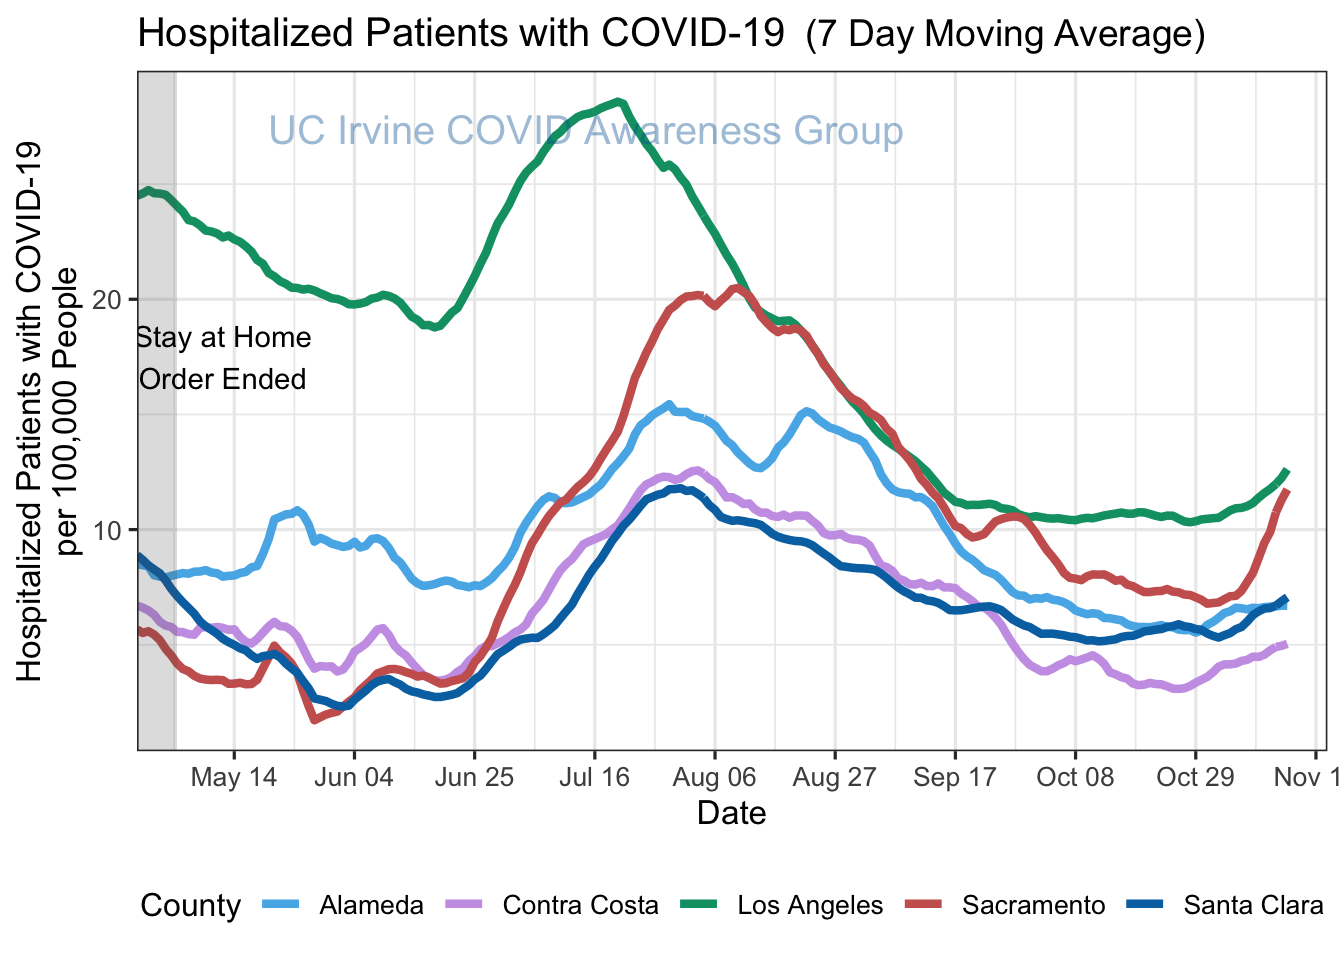 Hospitalized Patients with COVID-19 (7 Day Moving Average)
UC Irvine COVID Awareness Group
Hospitalized Patients with COVID-19
per 100,000 People
20
10
Stay at Home
Order Ended
May 14 Jun 04 Jun 25 Jul 16 Aug 06 Aug 27 Sep 17 Oct 08 Oct 29 Nov 1
Date
County Alameda Contra Costa Los Angeles Sacramento Santa Clara